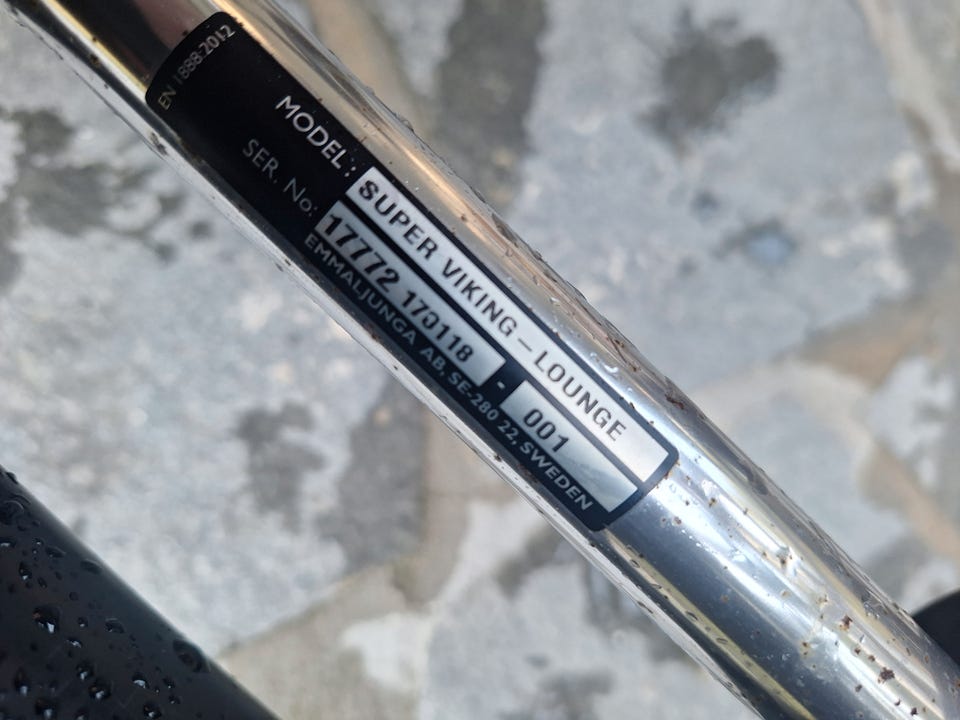 EN 1888:2012
MODEL: SUPER VIKING - LOUNGE
SER. No: 17772 170118 - 001
EMMALJUNGA AB, SE-280 22, SWEDEN